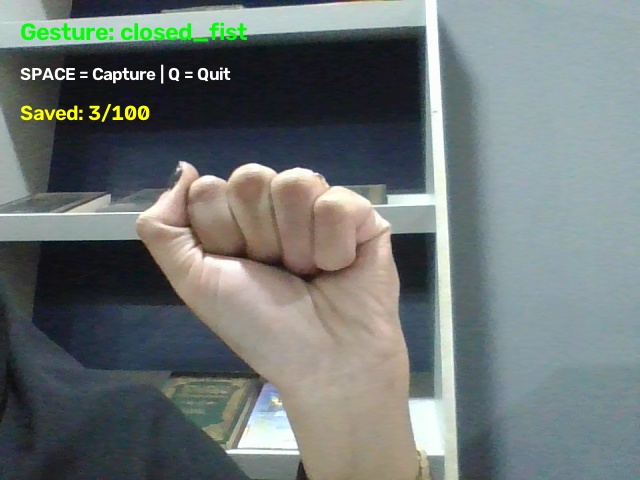 Gesture: closed_fist
SPACE = Capture | Q = Quit
Saved: 3/100